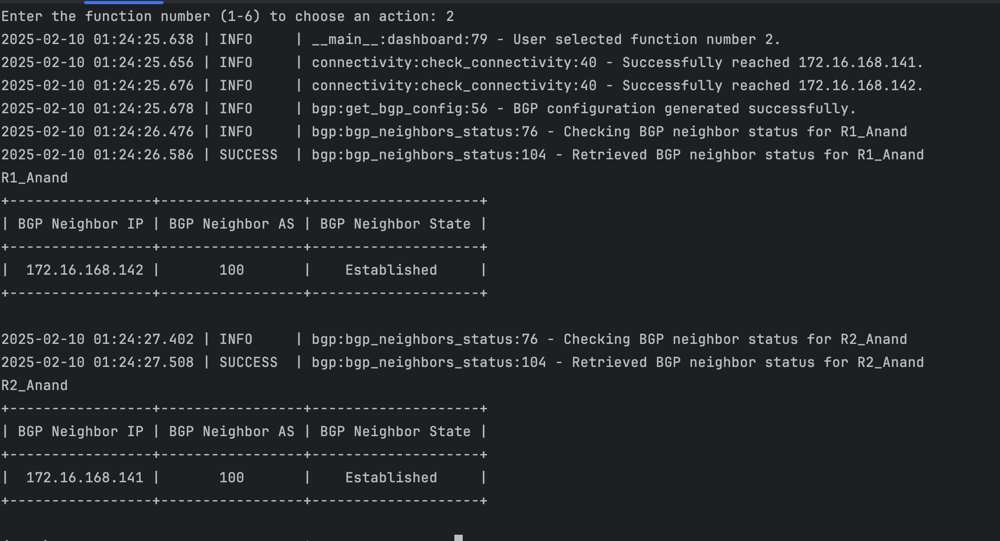 Enter the function number (1-6) to choose an action: 2
2025-02-10 01:24:25.638 | INFO     | __main__:dashboard:79 - User selected function number 2.
2025-02-10 01:24:25.656 | INFO     | connectivity:check_connectivity:40 - Successfully reached 172.16.168.141.
2025-02-10 01:24:25.676 | INFO     | connectivity:check_connectivity:40 - Successfully reached 172.16.168.142.
2025-02-10 01:24:25.678 | INFO     | bgp:get_bgp_config:56 - BGP configuration generated successfully.
2025-02-10 01:24:26.476 | INFO     | bgp:bgp_neighbors_status:76 - Checking BGP neighbor status for R1_Anand
2025-02-10 01:24:26.586 | SUCCESS  | bgp:bgp_neighbors_status:104 - Retrieved BGP neighbor status for R1_Anand
R1_Anand
+-----------------+-----------------+--------------------+
| BGP Neighbor IP | BGP Neighbor AS | BGP Neighbor State |
+-----------------+-----------------+--------------------+
|  172.16.168.142 |       100       |    Established     |
+-----------------+-----------------+--------------------+
2025-02-10 01:24:27.402 | INFO     | bgp:bgp_neighbors_status:76 - Checking BGP neighbor status for R2_Anand
2025-02-10 01:24:27.508 | SUCCESS  | bgp:bgp_neighbors_status:104 - Retrieved BGP neighbor status for R2_Anand
R2_Anand
+-----------------+-----------------+--------------------+
| BGP Neighbor IP | BGP Neighbor AS | BGP Neighbor State |
+-----------------+-----------------+--------------------+
|  172.16.168.141 |       100       |    Established     |
+-----------------+-----------------+--------------------+